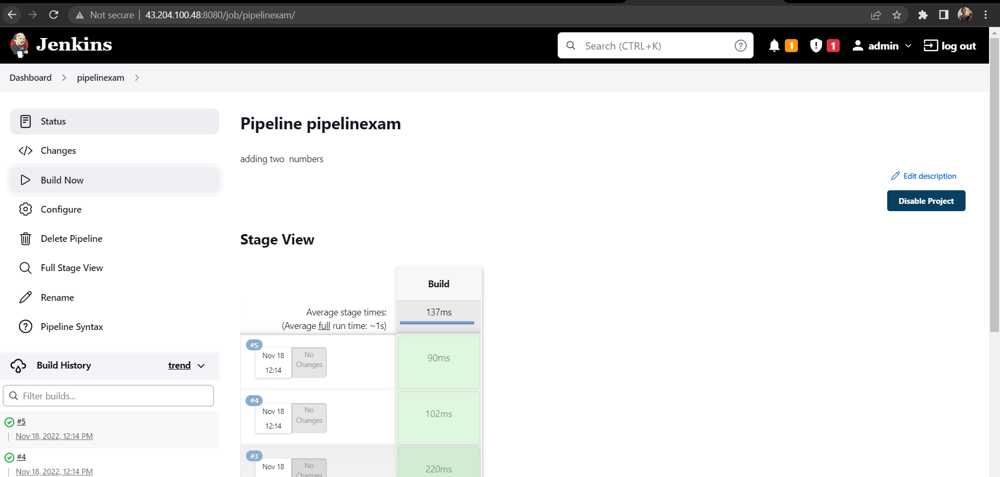 Not secure | 43.204.100.48:8080/job/pipelinexam/
Jenkins
Search (CTRL+K)
?
1
1
admin
log out
Dashboard
pipelinexam
Status
Changes
Build Now
Configure
Delete Pipeline
Full Stage View
Rename
Pipeline Syntax
Build History
trend
Filter builds...
#5
Nov 18, 2022, 12:14 PM
#4
Nov 18, 2022, 12:14 PM
Pipeline pipelinexam
adding two  numbers
Edit description
Disable Project
Stage View
Build
Average stage times:
137ms
(Average full run time: ~1s)
#5
Nov 18
12:14
No
Changes
90ms
#4
Nov 18
12:14
No
Changes
102ms
#3
Nov 18
No
Changes
220ms